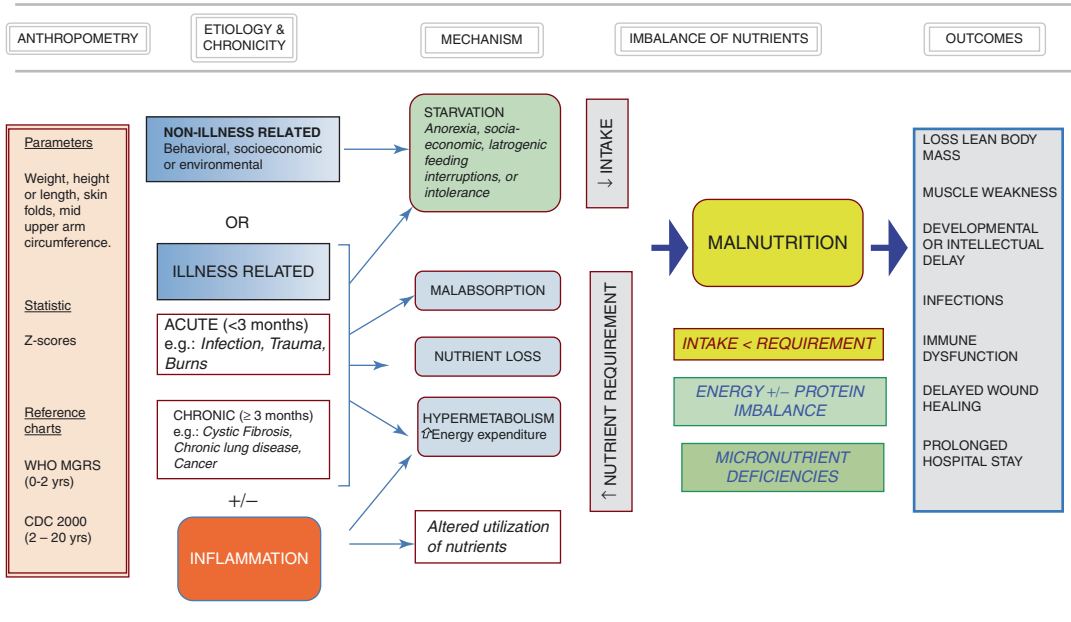 ANTHROPOMETRY
ETIOLOGY &
CHRONICITY
MECHANISM
IMBALANCE OF NUTRIENTS
OUTCOMES
Parameters
Weight, height
or length, skin
folds, mid
upper arm
circumference.
Statistic
Z-scores
Reference
charts
WHO MGRS
(0-2 yrs)
CDC 2000
(2 – 20 yrs)
NON-ILLNESS RELATED
Behavioral, socioeconomic
or environmental
OR
ILLNESS RELATED
ACUTE (<3 months)
e.g.: Infection, Trauma,
Burns
CHRONIC (≥ 3 months)
e.g.: Cystic Fibrosis,
Chronic lung disease,
Cancer
+/–
INFLAMMATION
STARVATION
Anorexia, socia-
economic, Iatrogenic
feeding
interruptions, or
intolerance
MALABSORPTION
NUTRIENT LOSS
HYPERMETABOLISM
⇧Energy expenditure
Altered utilization
of nutrients
↓ INTAKE
↑ NUTRIENT REQUIREMENT
MALNUTRITION
INTAKE < REQUIREMENT
ENERGY +/– PROTEIN
IMBALANCE
MICRONUTRIENT
DEFICIENCIES
LOSS LEAN BODY
MASS
MUSCLE WEAKNESS
DEVELOPMENTAL
OR INTELLECTUAL
DELAY
INFECTIONS
IMMUNE
DYSFUNCTION
DELAYED WOUND
HEALING
PROLONGED
HOSPITAL STAY